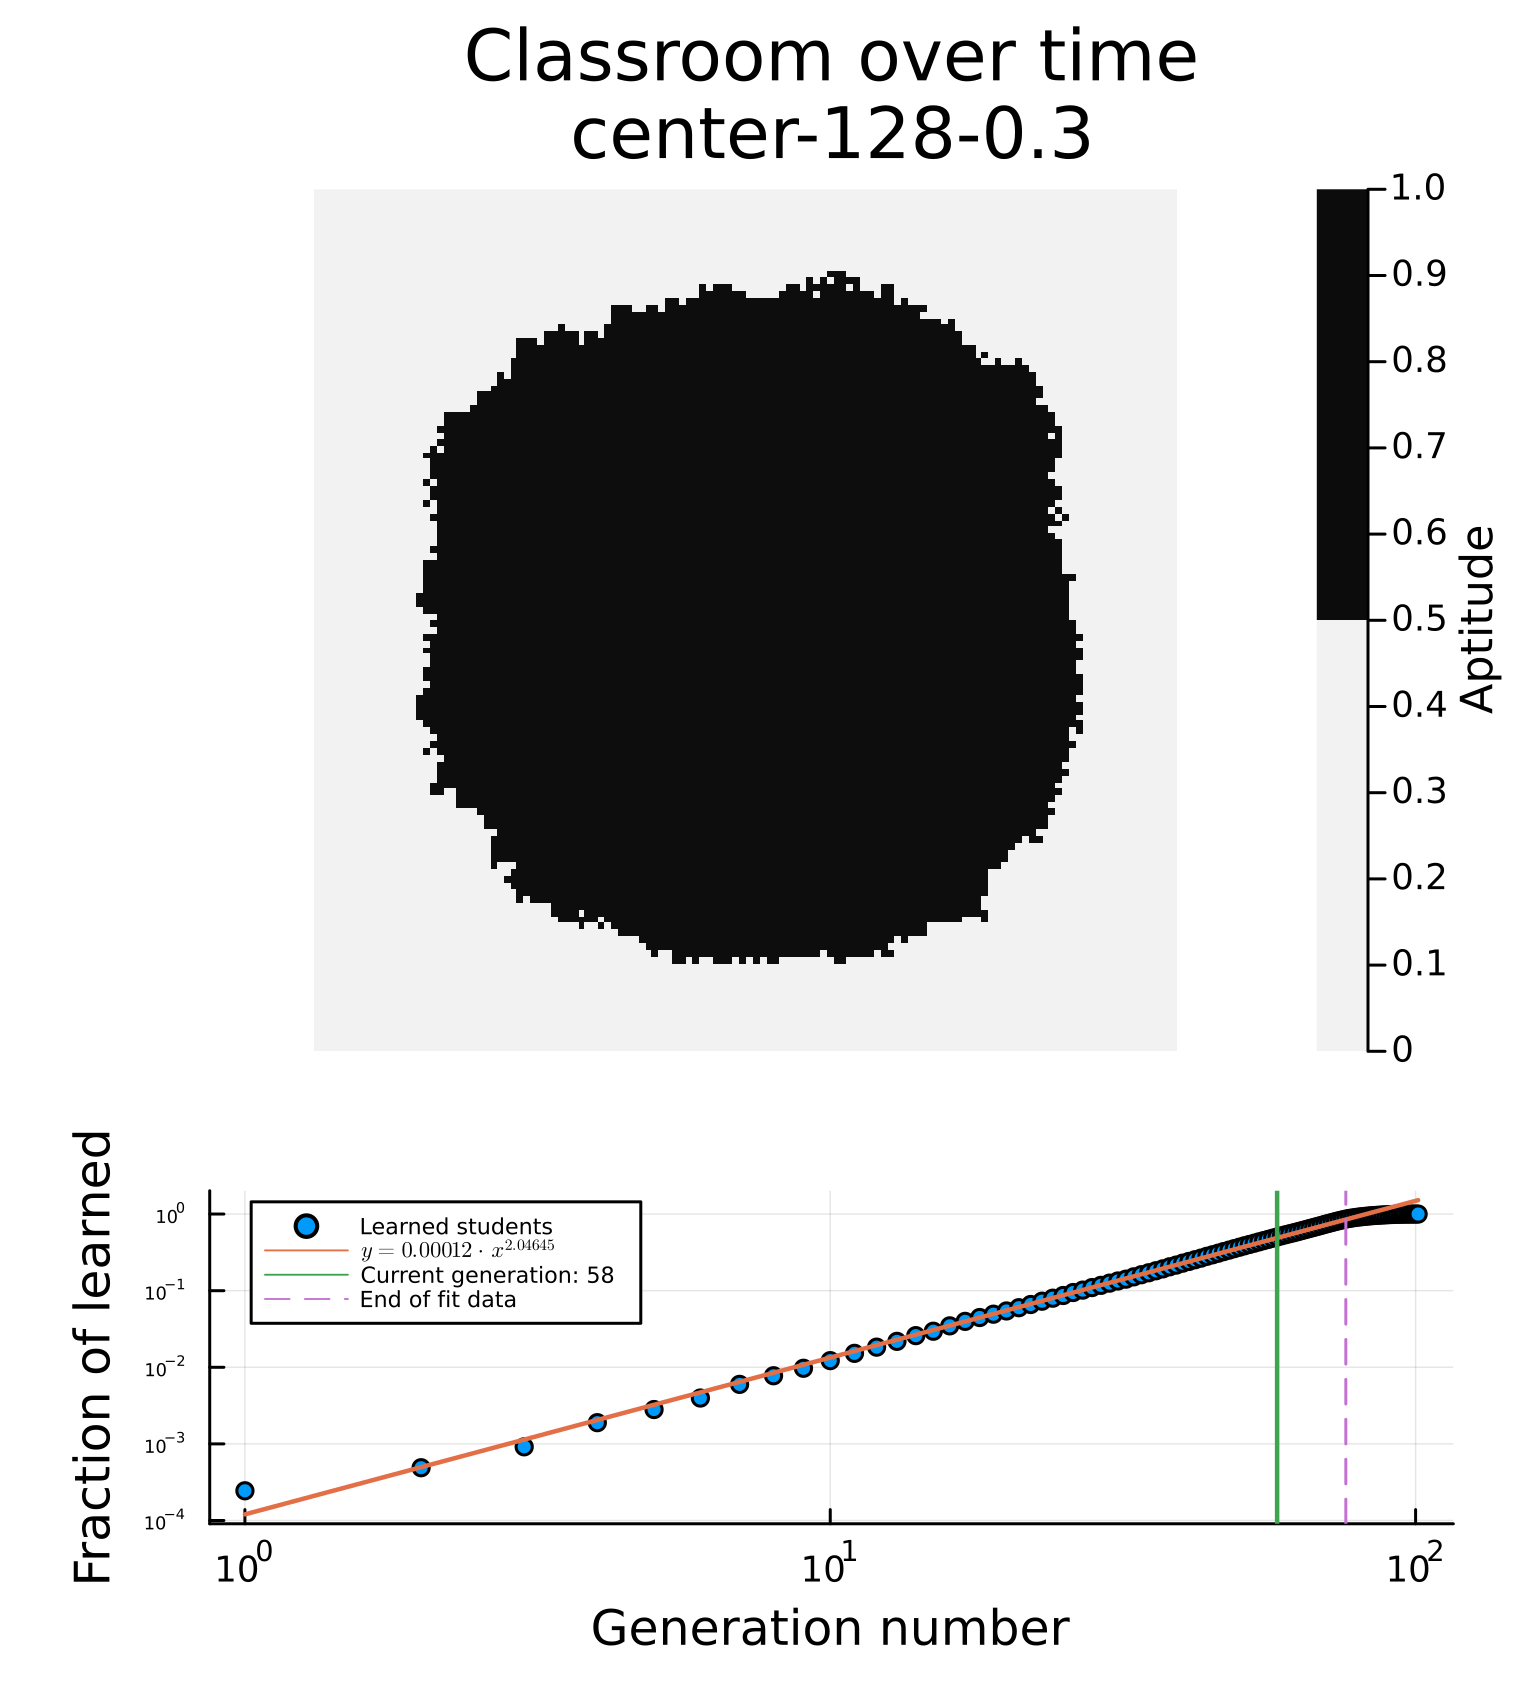 Classroom over time
center-128-0.3
1.0
0.9
0.8
0.7
0.6
0.5
0.4
0.3
0.2
0.1
0
Aptitude
Fraction of learned
10⁰
10⁻¹
10⁻²
10⁻³
10⁻⁴
Learned students
y = 0.00012 · x^2.04645
Current generation: 58
End of fit data
10⁰
10¹
10²
Generation number